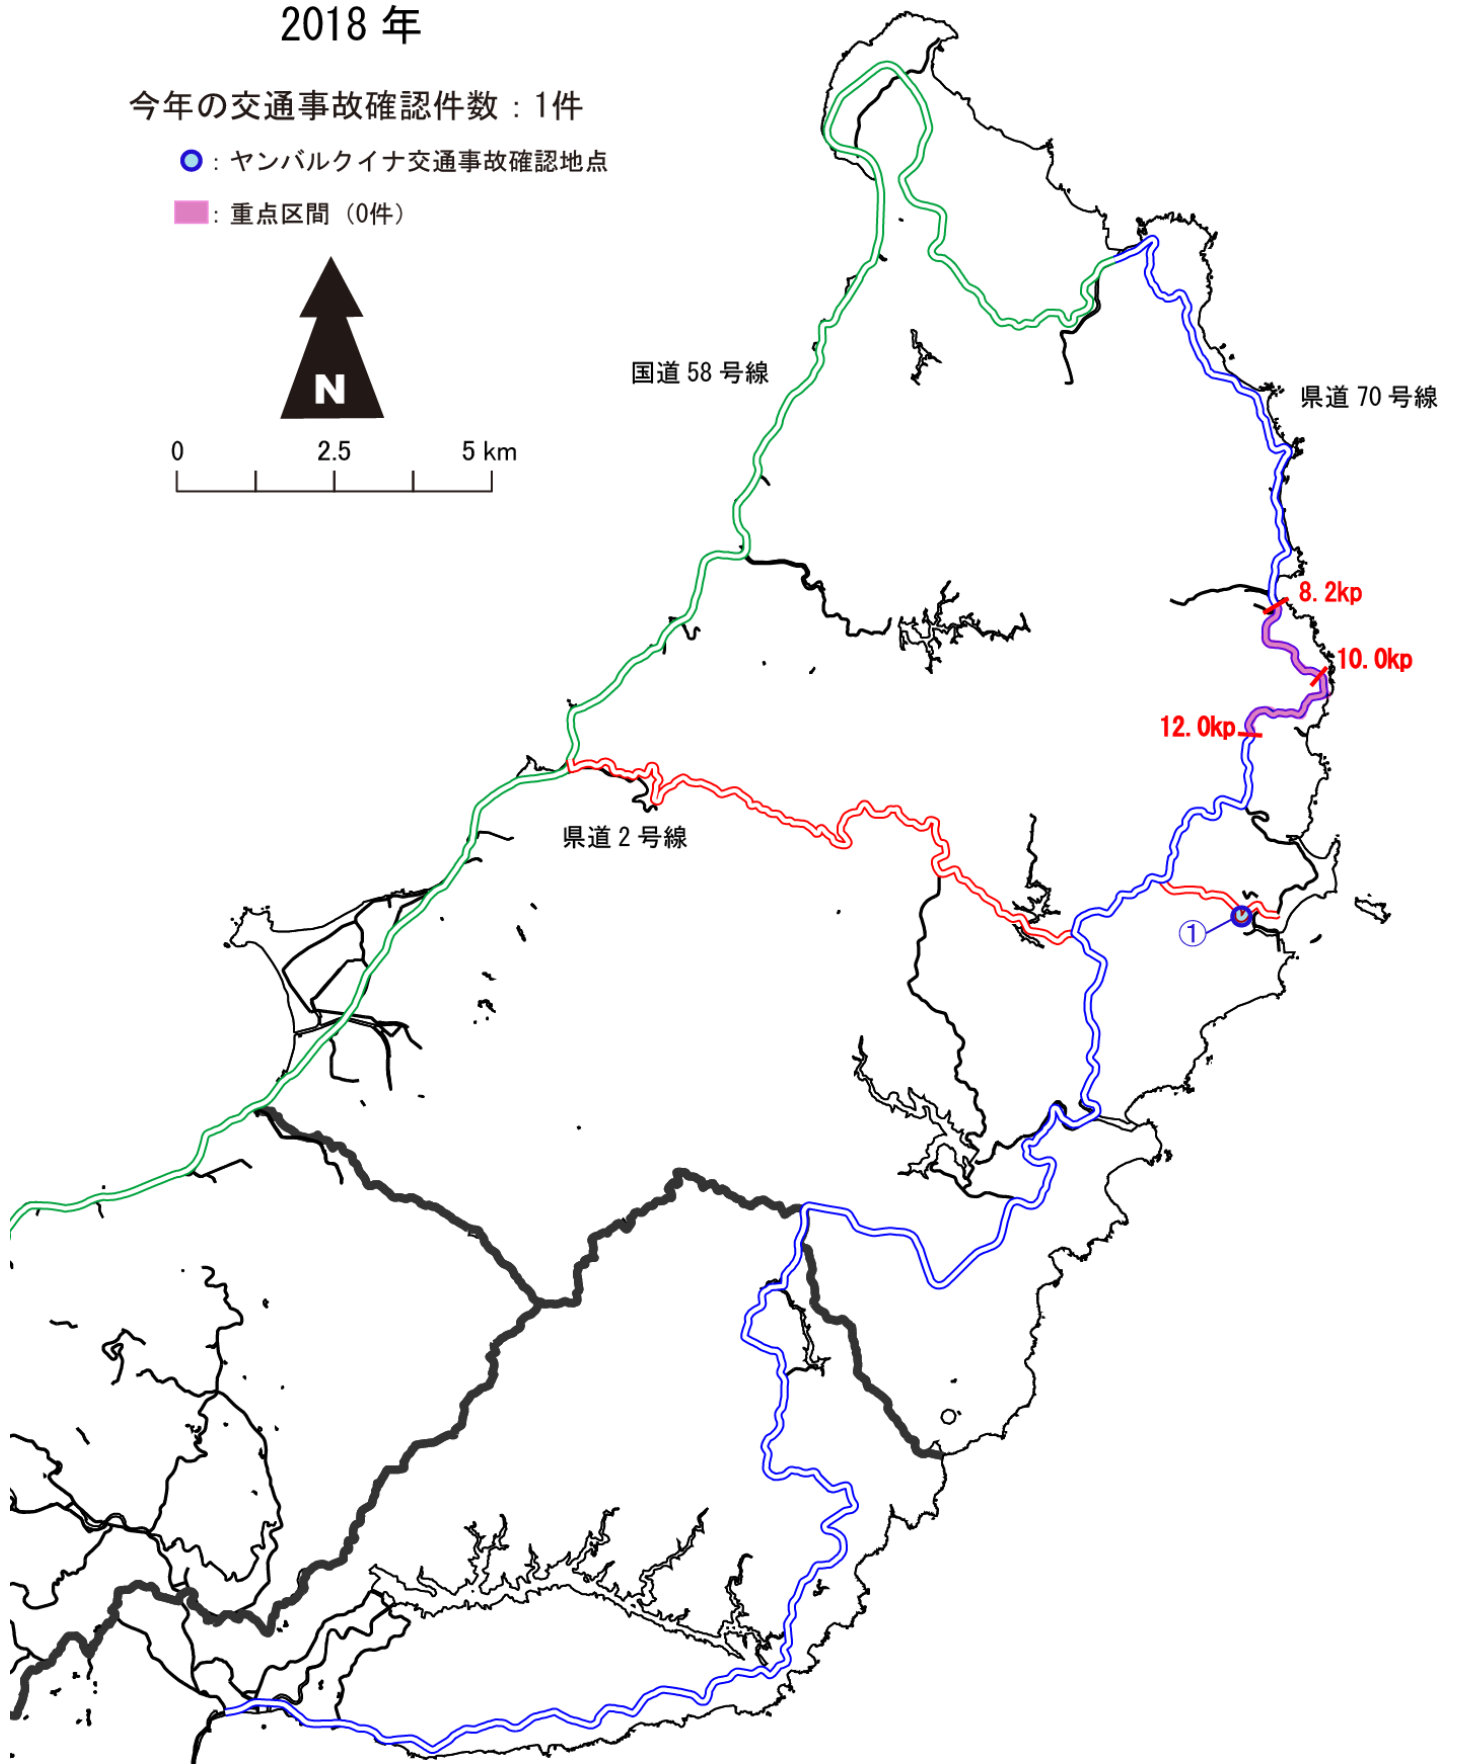 2018 年
今年の交通事故確認件数：1件
：ヤンバルクイナ交通事故確認地点
：重点区間（0件）
N
0 2.5 5 km
国道 58 号線
県道 70 号線
8.2kp
10.0kp
12.0kp
県道 2 号線
①